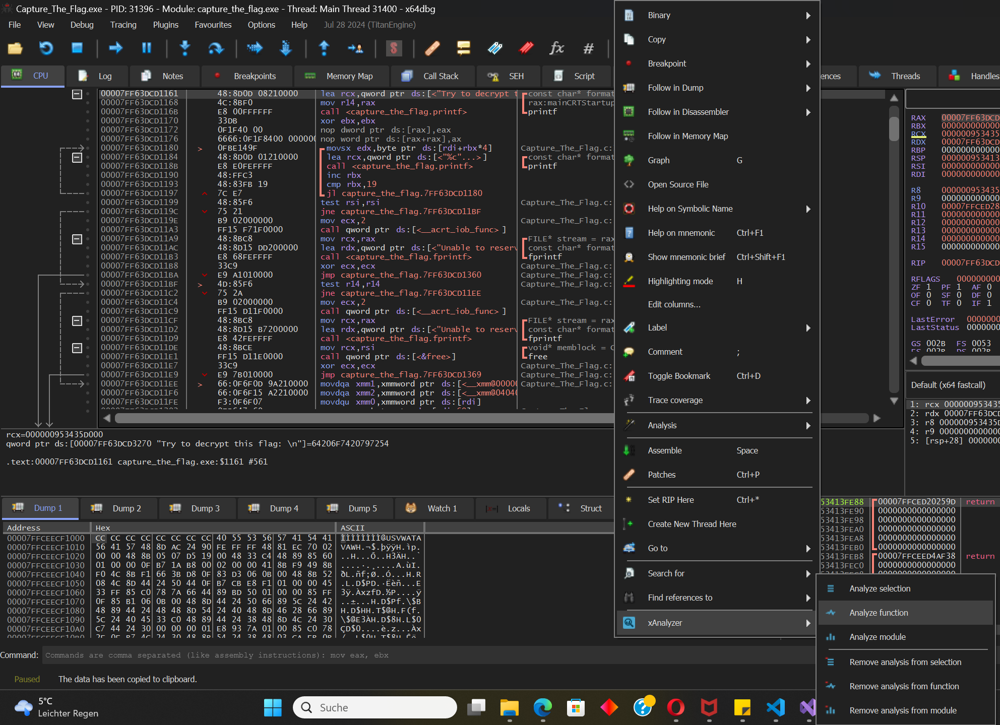 Capture_The_Flag.exe - PID: 31396 - Module: capture_the_flag.exe - Thread: Main Thread 31400 - x64dbg
File View Debug Tracing Plugins Favourites Options Help Jul 28 2024 (TitanEngine)
CPU Log Notes Breakpoints Memory Map Call Stack SEH Script ences Threads Handles
00007FF63DCD1161 48:8D0D 08210000 lea rcx,qword ptr ds:[<"Try to decrypt t const char* format
00007FF63DCD1168 4C:8BF0 mov r14,rax rax:mainCRTStartup
00007FF63DCD116B E8 00FFFFFF call <capture_the_flag.printf> printf
00007FF63DCD1170 33DB xor ebx,ebx
00007FF63DCD1172 0F1F40 00 nop dword ptr ds:[rax],eax
00007FF63DCD1176 6666:0F1F8400 000000 nop word ptr ds:[rax+rax],ax
00007FF63DCD1180 0FBE149F movsx edx,byte ptr ds:[rdi+rbx*4] Capture_The_Flag.c:
00007FF63DCD1184 48:8D0D 01210000 lea rcx,qword ptr ds:[<"%c"...>] const char* format
00007FF63DCD118B E8 E0FEFFFF call <capture_the_flag.printf> printf
00007FF63DCD1190 48:FFC3 inc rbx
00007FF63DCD1193 48:83FB 19 cmp rbx,19
00007FF63DCD1197 7C E7 jl capture_the_flag.7FF63DCD1180
00007FF63DCD1199 48:85F6 test rsi,rsi Capture_The_Flag.c:
00007FF63DCD119C 75 21 jne capture_the_flag.7FF63DCD11BF
00007FF63DCD119E B9 02000000 mov ecx,2 Capture_The_Flag.c:
00007FF63DCD11A3 FF15 F71F0000 call qword ptr ds:[<__acrt_iob_func>]
00007FF63DCD11A9 48:8BC8 mov rcx,rax FILE* stream = rax
00007FF63DCD11AC 48:8D15 DD200000 lea rdx,qword ptr ds:[<"Unable to reserv const char* format
00007FF63DCD11B3 E8 68FEFFFF call <capture_the_flag.fprintf> fprintf
00007FF63DCD11B8 33C9 xor ecx,ecx Capture_The_Flag.c:
00007FF63DCD11BA E9 A1010000 jmp capture_the_flag.7FF63DCD1360 Capture_The_Flag.c:
00007FF63DCD11BF 4D:85F6 test r14,r14 Capture_The_Flag.c:
00007FF63DCD11C2 75 2A jne capture_the_flag.7FF63DCD11EE
00007FF63DCD11C4 B9 02000000 mov ecx,2 Capture_The_Flag.c:
00007FF63DCD11C9 FF15 D11F0000 call qword ptr ds:[<__acrt_iob_func>]
00007FF63DCD11CF 48:8BC8 mov rcx,rax FILE* stream = rax
00007FF63DCD11D2 48:8D15 B7200000 lea rdx,qword ptr ds:[<"Unable to reserv const char* format
00007FF63DCD11D9 E8 42FEFFFF call <capture_the_flag.fprintf> fprintf
00007FF63DCD11DE 48:8BCE mov rcx,rsi void* memblock = C
00007FF63DCD11E1 FF15 D11E0000 call qword ptr ds:[<&free>] free
00007FF63DCD11E7 33C9 xor ecx,ecx Capture_The_Flag.c:
00007FF63DCD11E9 E9 7B010000 jmp capture_the_flag.7FF63DCD1369 Capture_The_Flag.c:
00007FF63DCD11EE 66:0F6F0D 9A210000 movdqa xmm1,xmmword ptr ds:[<__xmm@00000 Capture_The_Flag.c:
00007FF63DCD11F6 66:0F6F15 A2210000 movdqa xmm2,xmmword ptr ds:[<__xmm@04040
00007FF63DCD11FE F3:0F6F07 movdqu xmm0,xmmword ptr ds:[rdi]
rcx=000000953435D000
qword ptr ds:[00007FF63DCD3270 "Try to decrypt this flag: \n"]=64206F7420797254
.text:00007FF63DCD1161 capture_the_flag.exe:$1161 #561
Binary
Copy
Breakpoint
Follow in Dump
Follow in Disassembler
Follow in Memory Map
Graph G
Open Source File
Help on Symbolic Name
Help on mnemonic Ctrl+F1
Show mnemonic brief Ctrl+Shift+F1
Highlighting mode H
Edit columns...
Label
Comment ;
Toggle Bookmark Ctrl+D
Trace coverage
Analysis
Assemble Space
Patches Ctrl+P
Set RIP Here Ctrl+*
Create New Thread Here
Go to
Search for
Find references to
xAnalyzer
Analyze selection
Analyze function
Analyze module
Remove analysis from selection
Remove analysis from function
Remove analysis from module
RAX 00007FF63DCD
RBX 000000000000
RCX 000000953435
RDX 00007FF63DCD
RBP 000000000000
RSP 000000953413
RSI 000000000000
RDI 000000000000
R8 000000953435
R9 000000000000
R10 00007FFCED28
R11 000000000000
R12 000000000000
R13 000000000000
R14 000000000000
R15 000000000000
RIP 00007FF63DCD
RFLAGS 000000000
ZF 1 PF 1 AF 0
OF 0 SF 0 DF 0
CF 0 TF 0 IF 1
LastError 0000000
LastStatus 0000000
GS 002B FS 0053
Default (x64 fastcall)
1: rcx 000000953435
2: rdx 00007FF63DCD
3: r8 000000953435D
4: r9 0000000000000
5: [rsp+28] 0000000
Dump 1 Dump 2 Dump 3 Dump 4 Dump 5 Watch 1 Locals Struct
Address Hex ASCII
00007FFCEECF1000 CC CC CC CC CC CC CC CC 40 55 53 56 57 41 54 41 ÌÌÌÌÌÌÌÌ@USVWATA
00007FFCEECF1010 56 41 57 48 8D AC 24 90 FE FF FF 48 81 EC 70 02 VAWH.¬$.þÿÿH.ìp.
00007FFCEECF1020 00 00 48 8B 05 07 D5 19 00 48 33 C4 48 89 85 60 ..H...Õ..H3ÄH..`
00007FFCEECF1030 01 00 00 0F B7 1A B8 00 02 00 00 41 8B F9 49 8B ....·.¸....A.ùI.
00007FFCEECF1040 F0 4C 8B F1 66 3B D8 0F 83 D3 06 0B 00 48 8B 52 ðL.ñf;Ø..Ó...H.R
00007FFCEECF1050 08 4C 8D 44 24 50 44 0F B7 CB E8 F1 01 00 00 45 .L.D$PD.·Ëèñ...E
00007FFCEECF1060 33 FF 85 C0 78 7A 66 44 89 BD 50 01 00 00 85 FF 3ÿ.ÀxzfD.½P....ÿ
00007FFCEECF1070 0F 85 B1 06 0B 00 48 8D 44 24 50 66 89 5C 24 42 ..±...H.D$Pf.\$B
00007FFCEECF1080 48 89 44 24 48 48 8D 54 24 40 48 8D 46 28 66 89 H.D$HH.T$@H.F(f.
00007FFCEECF1090 5C 24 40 45 33 C0 48 89 44 24 38 48 8D 4C 24 30 \$@E3ÀH.D$8H.L$0
00007FFCEECF10A0 C7 44 24 30 00 00 00 01 E8 93 7A 01 00 85 C0 78 ÇD$0....è.z...Àx
53413FE88 00007FFCED20259D return
53413FE90 0000000000000000
53413FE98 0000000000000000
53413FEA0 0000000000000000
53413FEA8 0000000000000000
53413FEB0 0000000000000000
53413FEB8 00007FFCEED4AF38 return
53413FEC0 0000000000000000
Command: Commands are comma separated (like assembly instructions): mov eax, ebx
Paused The data has been copied to clipboard.
5°C
Leichter Regen
Suche